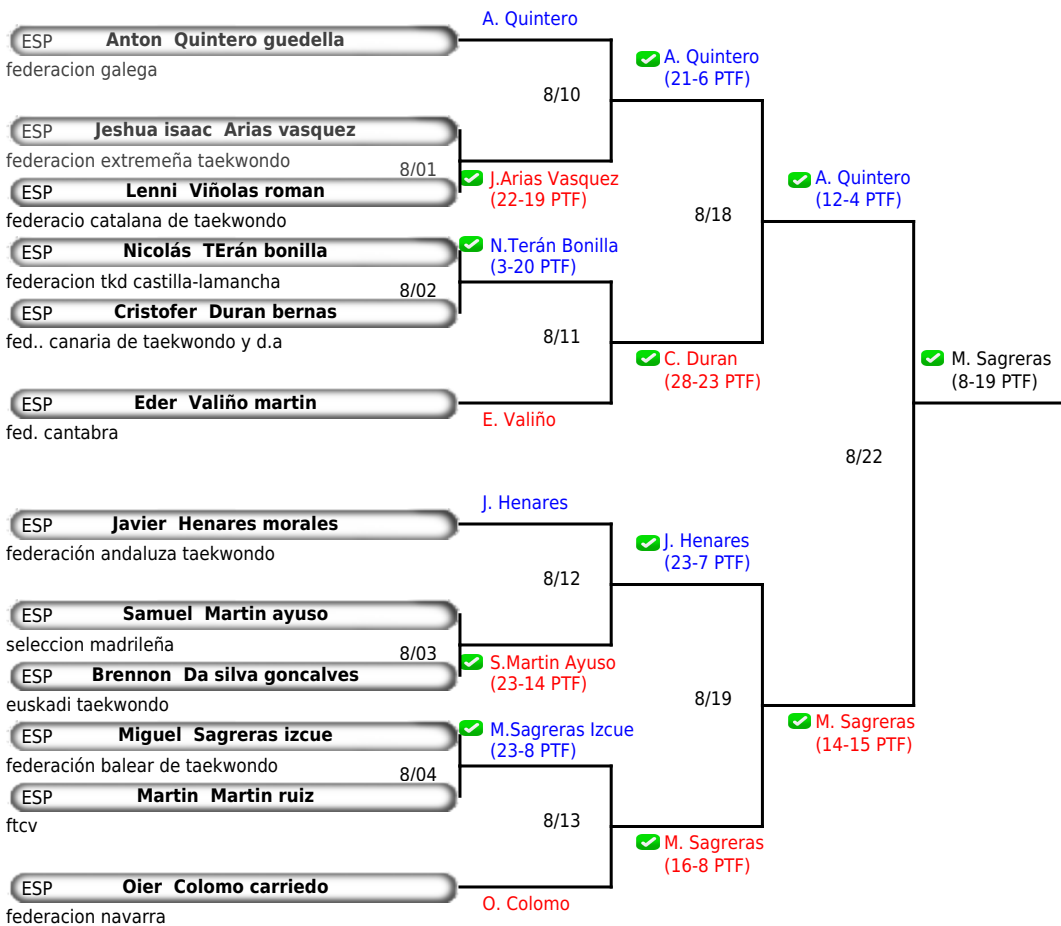 A. Quintero
ESP Anton Quintero guedella
federacion galega
A. Quintero
(21-6 PTF)
8/10
ESP Jeshua isaac Arias vasquez
federacion extremeña taekwondo
8/01
J.Arias Vasquez
(22-19 PTF)
ESP Lenni Viñolas roman
federacio catalana de taekwondo
A. Quintero
(12-4 PTF)
8/18
ESP Nicolás TErán bonilla
N.Terán Bonilla
(3-20 PTF)
federacion tkd castilla-lamancha
8/02
ESP Cristofer Duran bernas
fed.. canaria de taekwondo y d.a
8/11
C. Duran
(28-23 PTF)
M. Sagreras
(8-19 PTF)
ESP Eder Valiño martin
fed. cantabra
E. Valiño
8/22
J. Henares
ESP Javier Henares morales
federación andaluza taekwondo
J. Henares
(23-7 PTF)
8/12
ESP Samuel Martin ayuso
seleccion madrileña
8/03
S.Martin Ayuso
(23-14 PTF)
ESP Brennon Da silva goncalves
euskadi taekwondo
8/19
M. Sagreras
(14-15 PTF)
ESP Miguel Sagreras izcue
M.Sagreras Izcue
(23-8 PTF)
federación balear de taekwondo
8/04
ESP Martin Martin ruiz
ftcv
8/13
M. Sagreras
(16-8 PTF)
ESP Oier Colomo carriedo
O. Colomo
federacion navarra